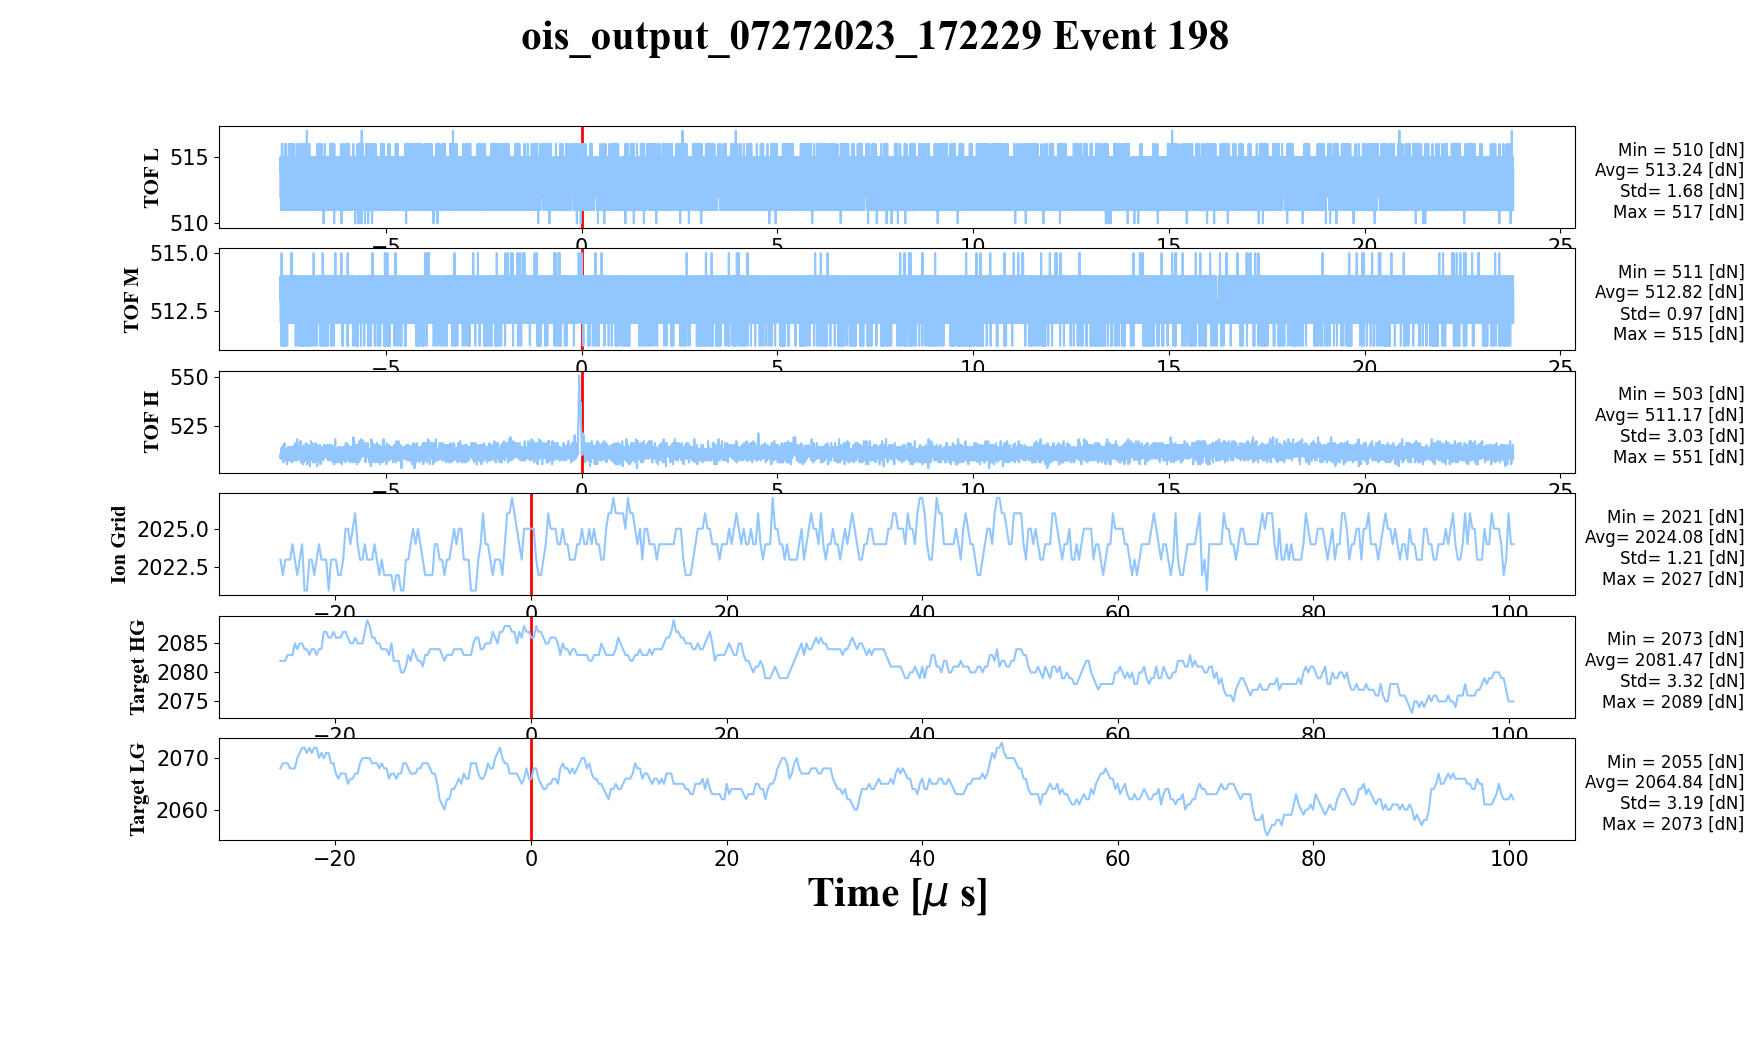 ois_output_07272023_172229 Event 198
TOF L
515
510
Min = 510 [dN]
Avg= 513.24 [dN]
Std= 1.68 [dN]
Max = 517 [dN]
−5 0 5 10 15 20 25
TOF M
515.0
512.5
Min = 511 [dN]
Avg= 512.82 [dN]
Std= 0.97 [dN]
Max = 515 [dN]
−5 0 5 10 15 20 25
TOF H
550
525
Min = 503 [dN]
Avg= 511.17 [dN]
Std= 3.03 [dN]
Max = 551 [dN]
−5 0 5 10 15 20 25
Ion Grid
2025.0
2022.5
Min = 2021 [dN]
Avg= 2024.08 [dN]
Std= 1.21 [dN]
Max = 2027 [dN]
−20 0 20 40 60 80 100
Target HG
2085
2080
2075
Min = 2073 [dN]
Avg= 2081.47 [dN]
Std= 3.32 [dN]
Max = 2089 [dN]
−20 0 20 40 60 80 100
Target LG
2070
2060
Min = 2055 [dN]
Avg= 2064.84 [dN]
Std= 3.19 [dN]
Max = 2073 [dN]
−20 0 20 40 60 80 100
Time [μ s]